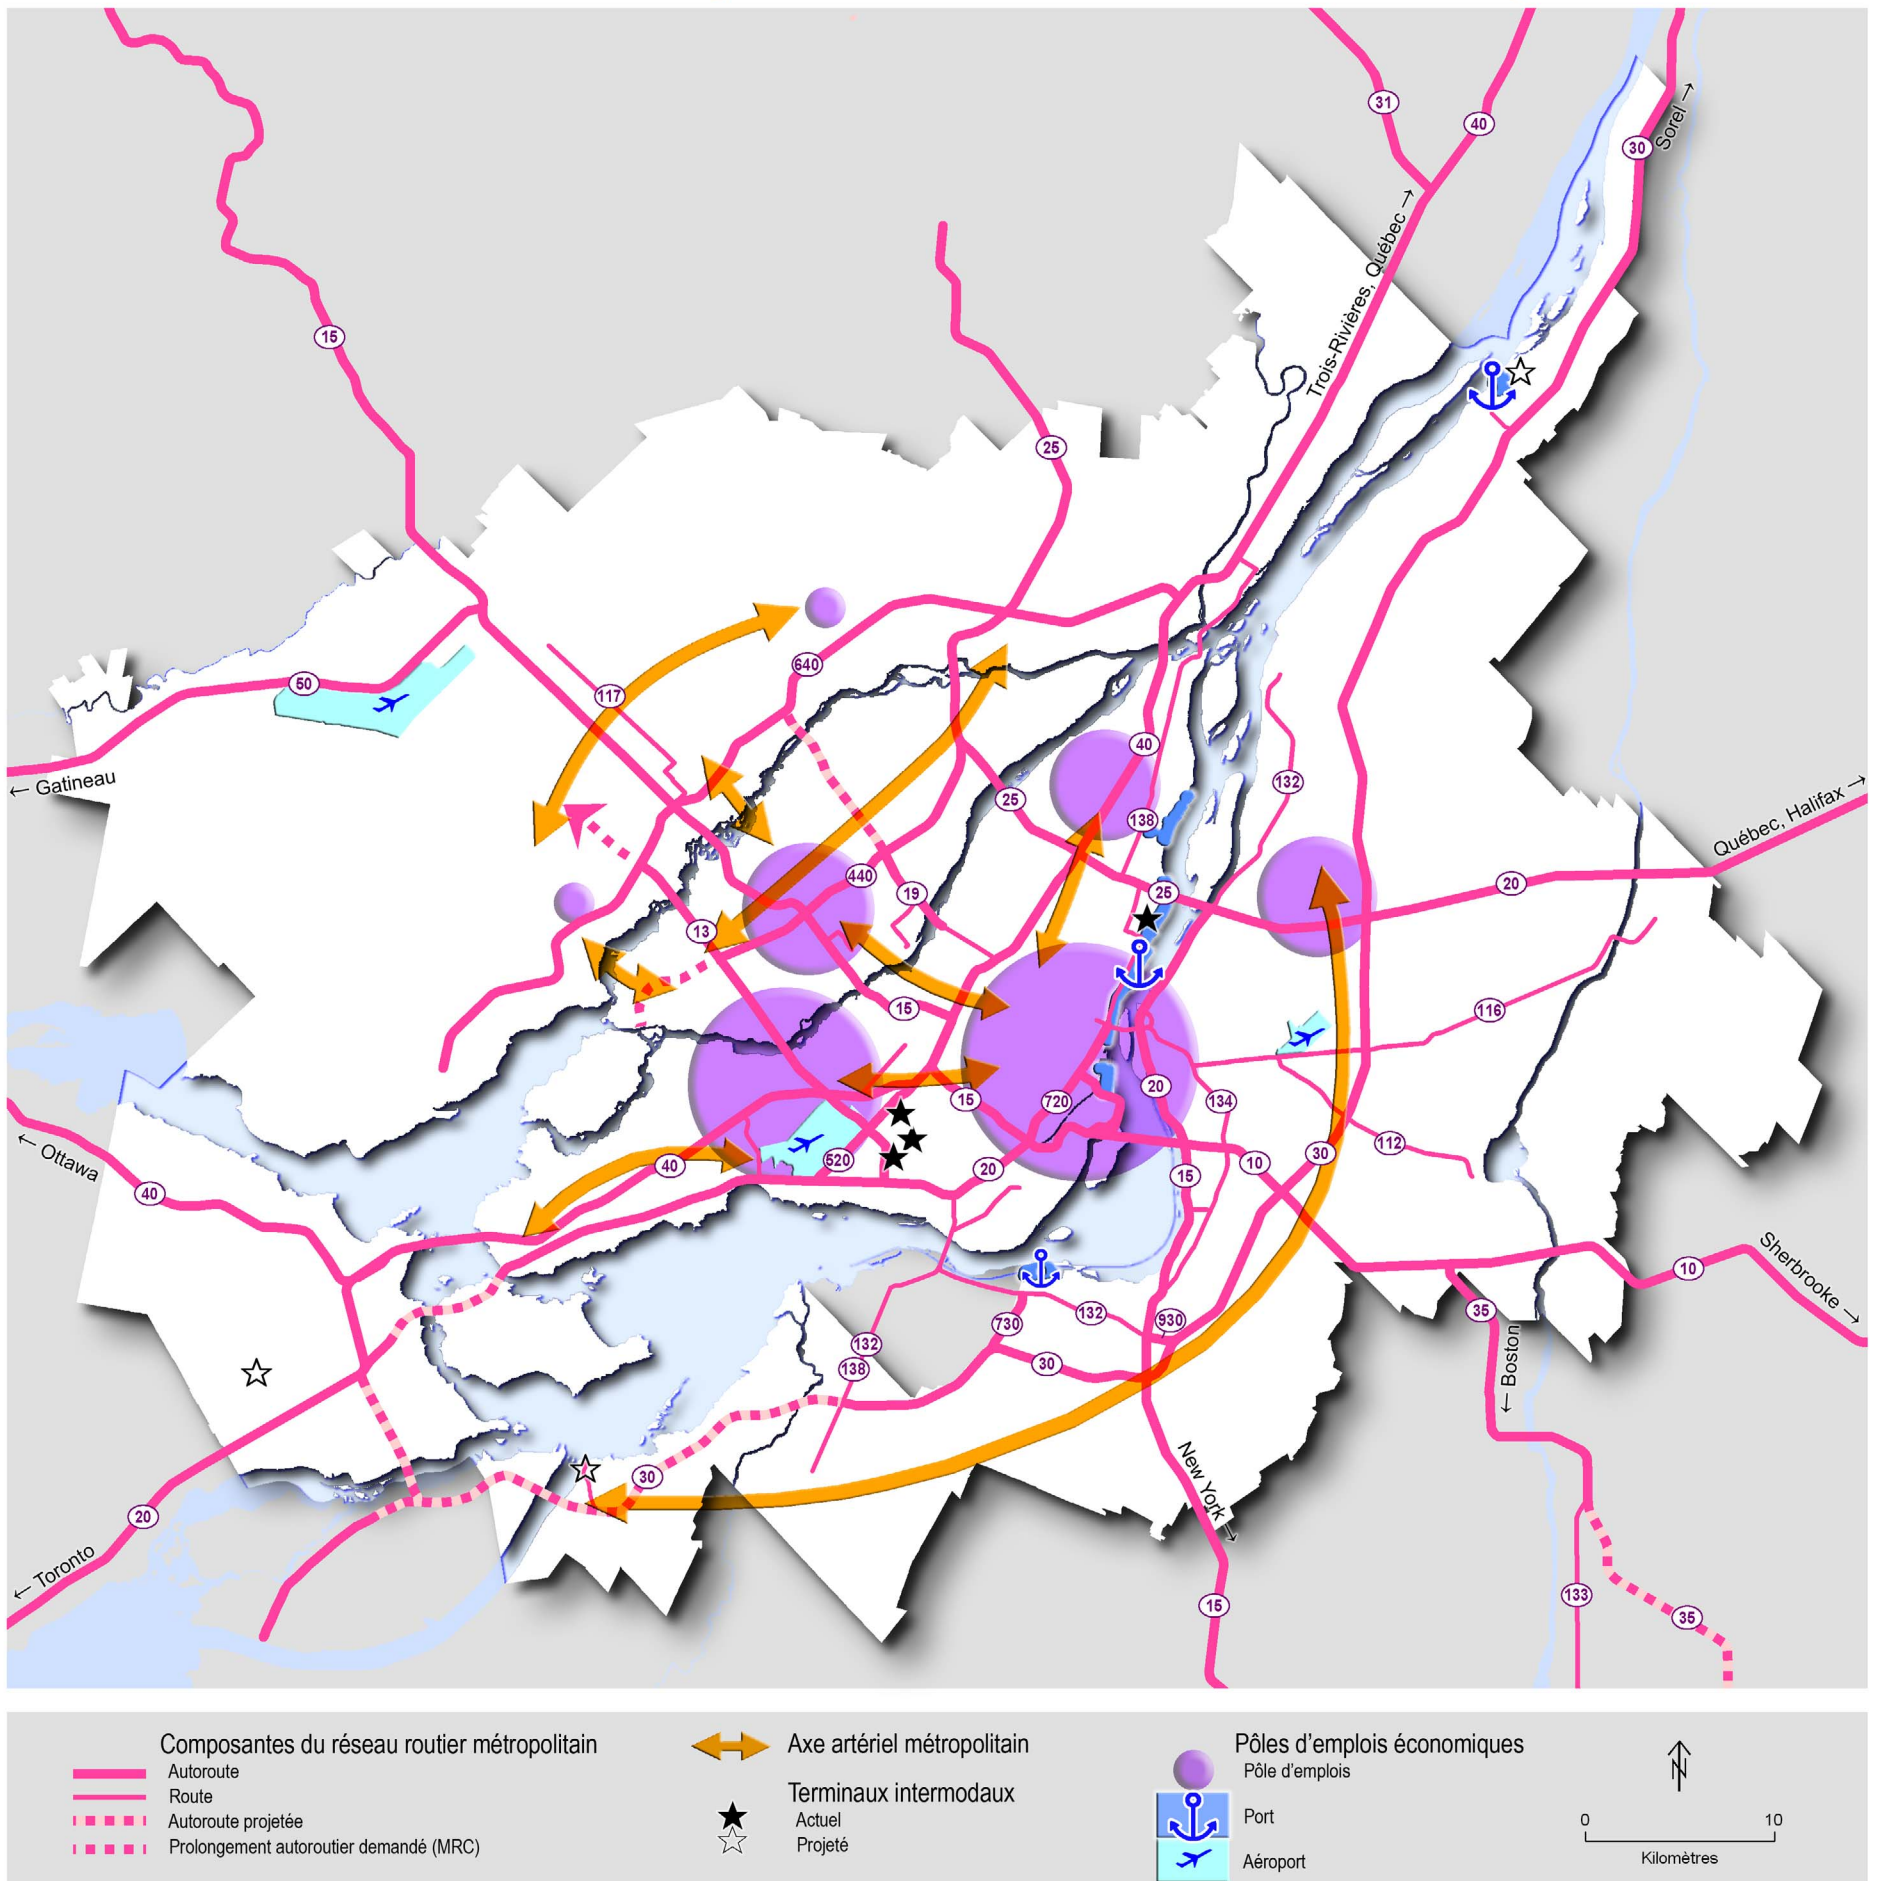 31
40
30
Sorel →
Trois-Rivières, Québec →
15
25
640
117
50
← Gatineau
40
25
132
138
Québec, Halifax →
440
20
19
25
13
15
116
15
720
20
134
← Ottawa
40
520
112
40
20
15
10
30
Sherbrooke →
10
35
132
930
730
132
138
30
← Boston
New York →
30
20
← Toronto
133
15
35
Composantes du réseau routier métropolitain
Autoroute
Route
Autoroute projetée
Prolongement autoroutier demandé (MRC)
Axe artériel métropolitain
Terminaux intermodaux
Actuel
Projeté
Pôles d'emplois économiques
Pôle d'emplois
Port
Aéroport
N
0 10
Kilomètres